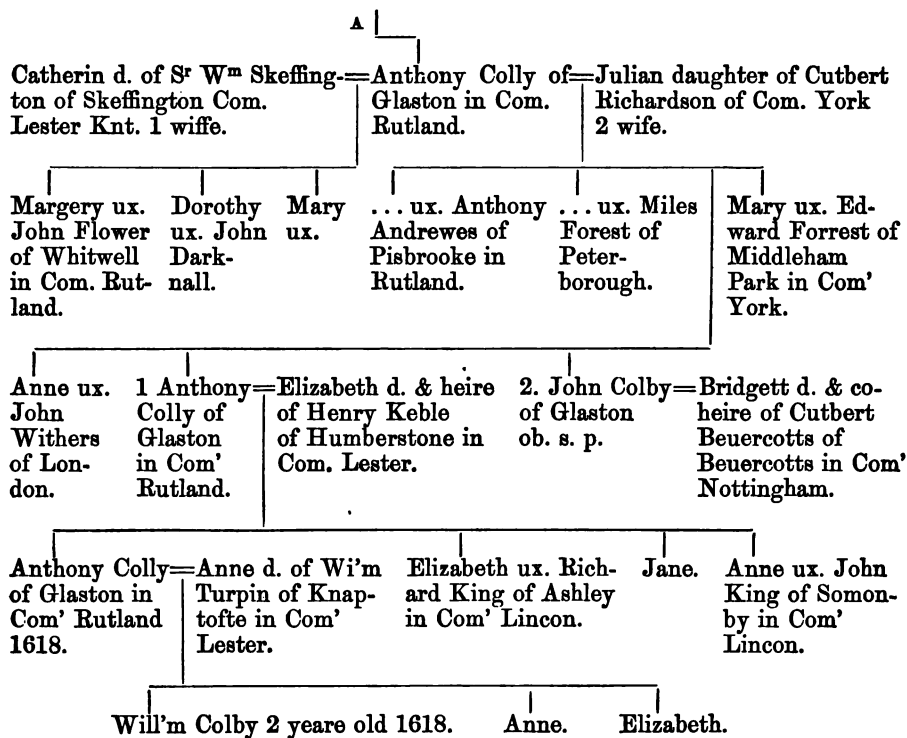 A
Catherin d. of Sʳ Wᵐ Skeffing-
ton of Skeffington Com.
Lester Knt. 1 wiffe.
=
Anthony Colly of
Glaston in Com.
Rutland.
=
Julian daughter of Cutbert
Richardson of Com. York
2 wife.
Margery ux.
John Flower
of Whitwell
in Com. Rut-
land.
Dorothy
ux. John
Dark-
nall.
Mary
ux.
... ux. Anthony
Andrewes of
Pisbrooke in
Rutland.
... ux. Miles
Forest of
Peter-
borough.
Mary ux. Ed-
ward Forrest of
Middleham
Park in Com'
York.
Anne ux.
John
Withers
of Lon-
don.
1 Anthony
Colly of
Glaston
in Com'
Rutland.
=
Elizabeth d. & heire
of Henry Keble
of Humberstone in
Com. Lester.
2. John Colby
of Glaston
ob. s. p.
=
Bridgett d. & co-
heire of Cutbert
Beuercotts of
Beuercotts in Com'
Nottingham.
Anthony Colly
of Glaston in
Com' Rutland
1618.
=
Anne d. of Wi'm
Turpin of Knap-
tofte in Com'
Lester.
Elizabeth ux. Rich-
ard King of Ashley
in Com' Lincon.
Jane.
Anne ux. John
King of Somon-
by in Com'
Lincon.
Will'm Colby 2 yeare old 1618.
Anne.
Elizabeth.